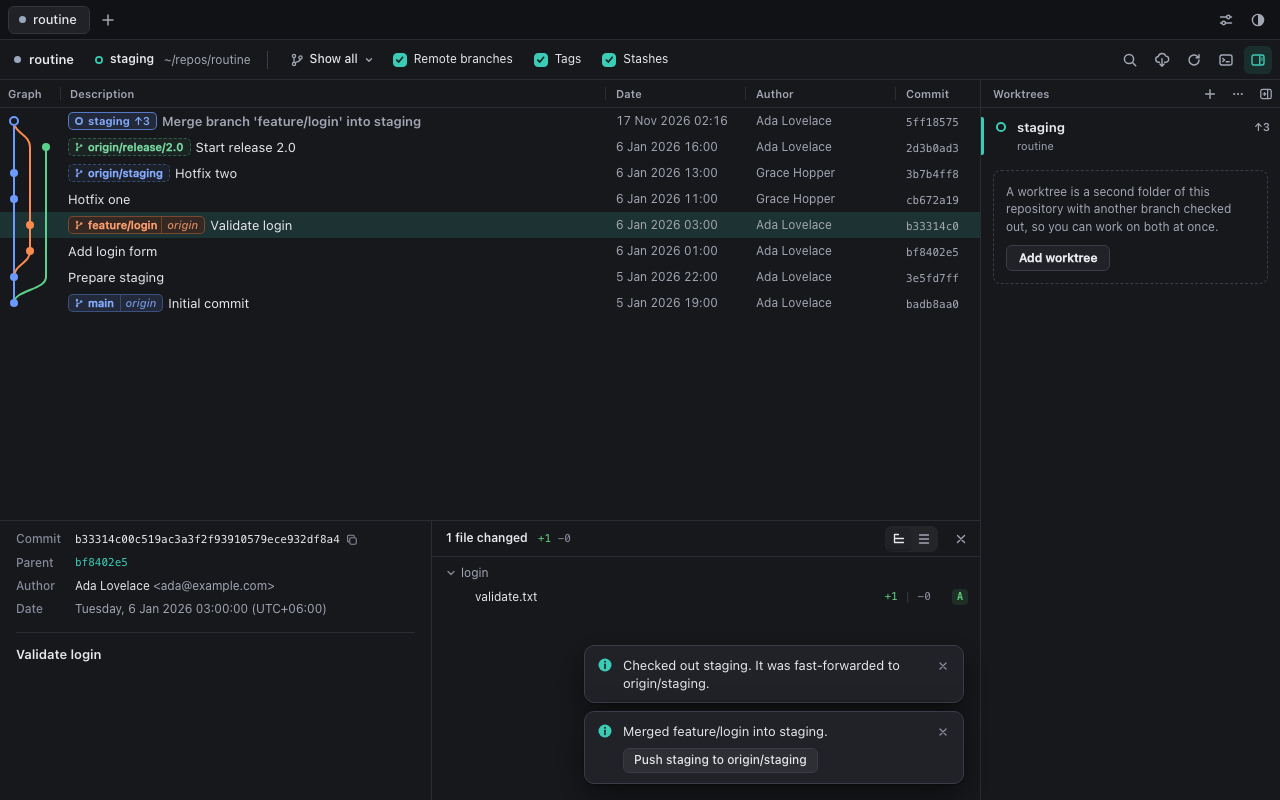 routine
routine staging ~/repos/routine Show all Remote branches Tags Stashes
Graph Description Date Author Commit Worktrees
staging ↑3 Merge branch 'feature/login' into staging 17 Nov 2026 02:16 Ada Lovelace 5ff18575
origin/release/2.0 Start release 2.0 6 Jan 2026 16:00 Ada Lovelace 2d3b0ad3
origin/staging Hotfix two 6 Jan 2026 13:00 Grace Hopper 3b7b4ff8
Hotfix one 6 Jan 2026 11:00 Grace Hopper cb672a19
feature/login origin Validate login 6 Jan 2026 03:00 Ada Lovelace b33314c0
Add login form 6 Jan 2026 01:00 Ada Lovelace bf8402e5
Prepare staging 5 Jan 2026 22:00 Ada Lovelace 3e5fd7ff
main origin Initial commit 5 Jan 2026 19:00 Ada Lovelace badb8aa0
staging ↑3
routine
A worktree is a second folder of this
repository with another branch checked
out, so you can work on both at once.
Add worktree
Commit b33314c00c519ac3a3f2f93910579ece932df8a4
Parent bf8402e5
Author Ada Lovelace <ada@example.com>
Date Tuesday, 6 Jan 2026 03:00:00 (UTC+06:00)
Validate login
1 file changed +1 −0
login
validate.txt +1 | −0 A
Checked out staging. It was fast-forwarded to
origin/staging.
Merged feature/login into staging.
Push staging to origin/staging